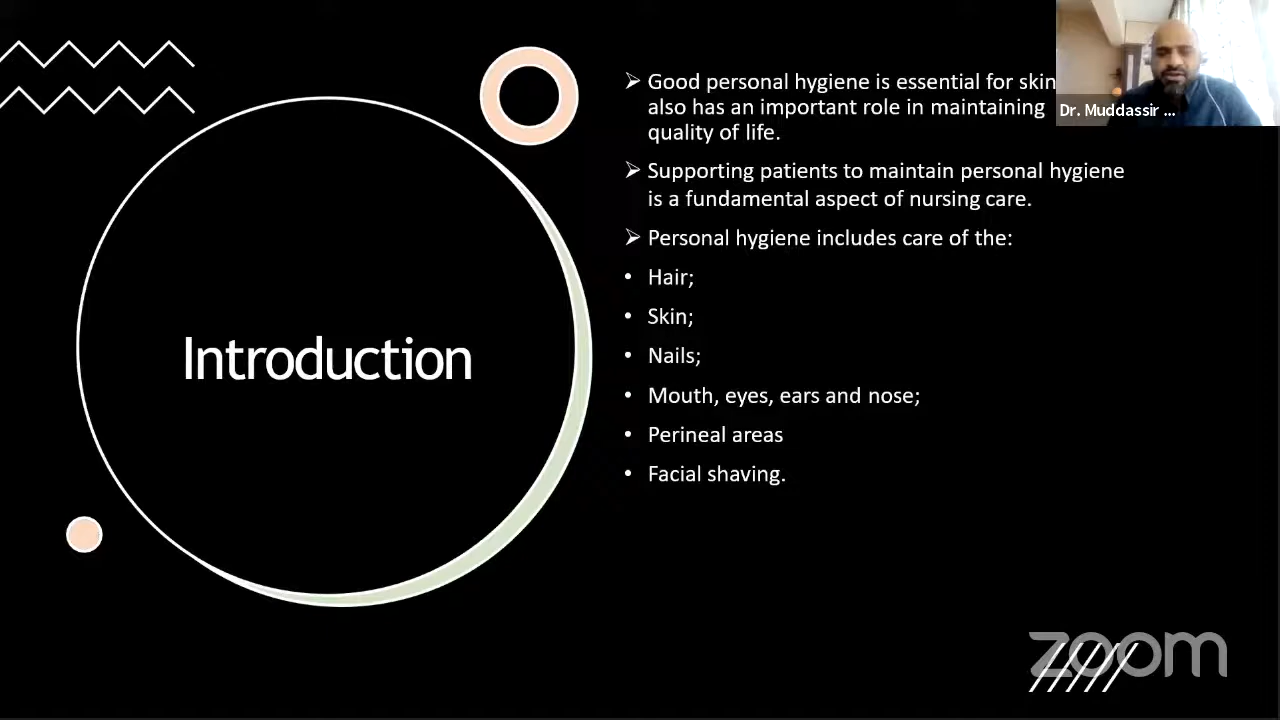 Introduction
➢ Good personal hygiene is essential for skin
also has an important role in maintaining
quality of life.
➢ Supporting patients to maintain personal hygiene
is a fundamental aspect of nursing care.
➢ Personal hygiene includes care of the:
• Hair;
• Skin;
• Nails;
• Mouth, eyes, ears and nose;
• Perineal areas
• Facial shaving.
Dr. Muddassir ...
zoom